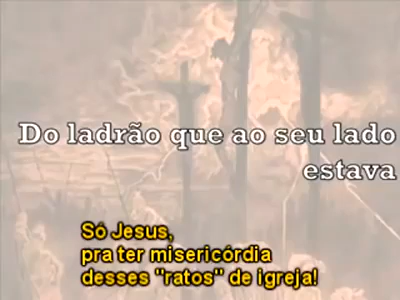 Do ladrão que ao seu lado
estava
Só Jesus,
pra ter misericórdia
desses "ratos" de igreja!